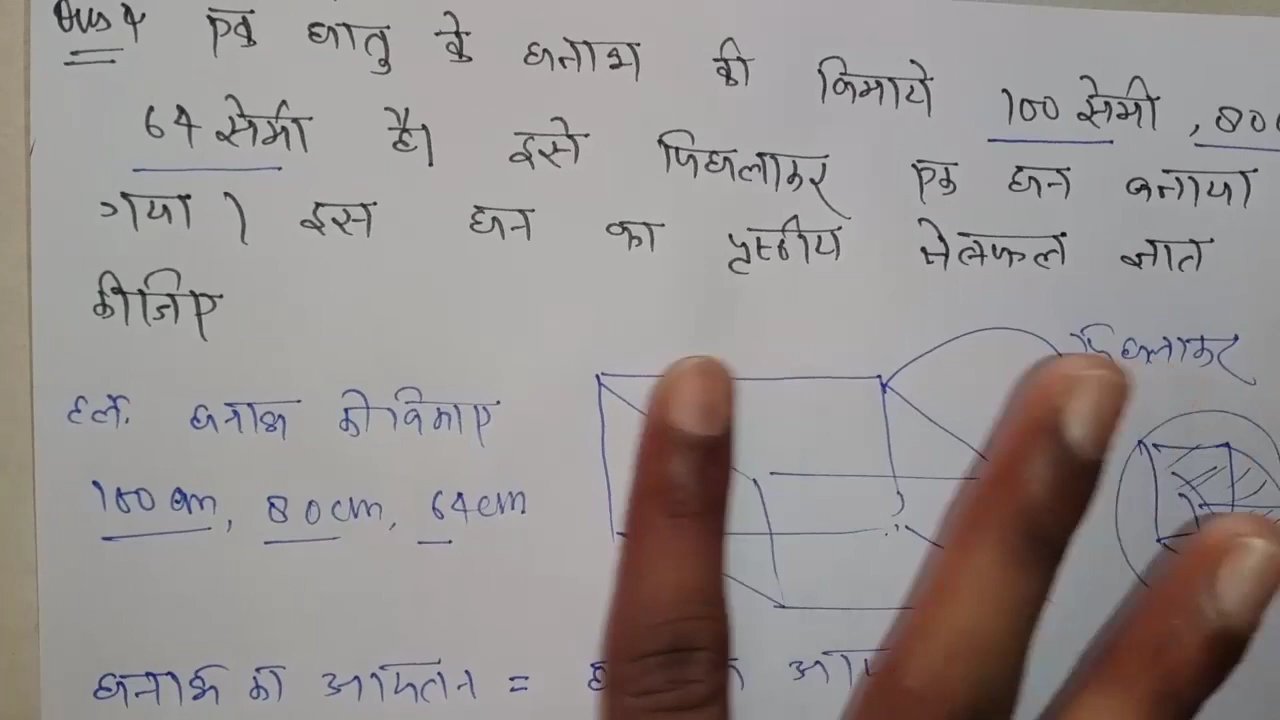 Ques 4 एक धातु के घनाभ की विमाये 100 सेमी , 80
64 सेमी है। इसे पिघलाकर एक घन बनाया
गया । इस घन का पृष्ठीय क्षेत्रफल ज्ञात
कीजिए
पिघलाकर
हल. घनाभ की विमाए
100 cm, 80 cm, 64 cm
घनाभ का आयतन =